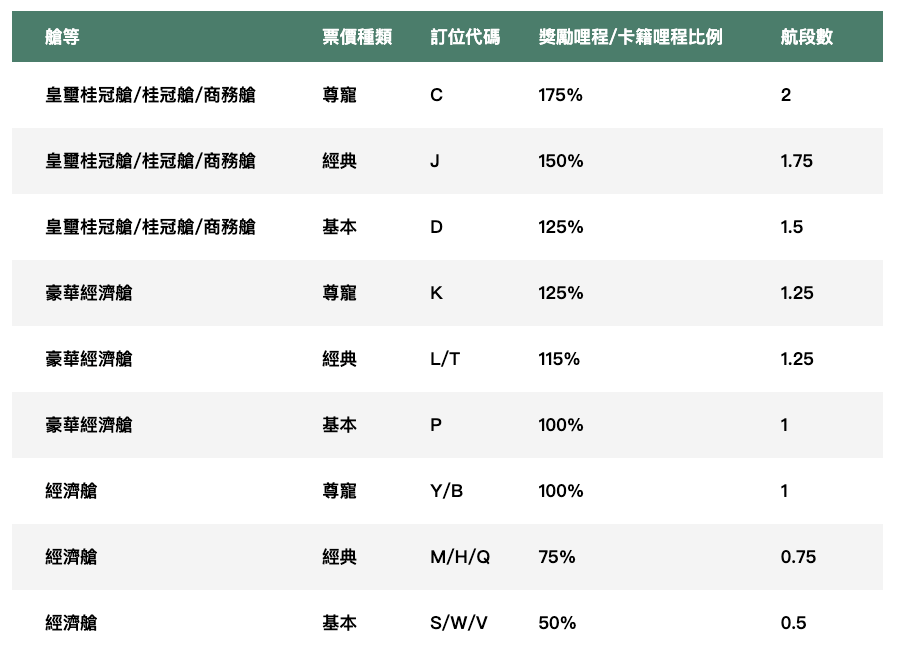 艙等 票價種類 訂位代碼 獎勵哩程/卡籍哩程比例 航段數
皇璽桂冠艙/桂冠艙/商務艙 尊寵 C 175% 2
皇璽桂冠艙/桂冠艙/商務艙 經典 J 150% 1.75
皇璽桂冠艙/桂冠艙/商務艙 基本 D 125% 1.5
豪華經濟艙 尊寵 K 125% 1.25
豪華經濟艙 經典 L/T 115% 1.25
豪華經濟艙 基本 P 100% 1
經濟艙 尊寵 Y/B 100% 1
經濟艙 經典 M/H/Q 75% 0.75
經濟艙 基本 S/W/V 50% 0.5